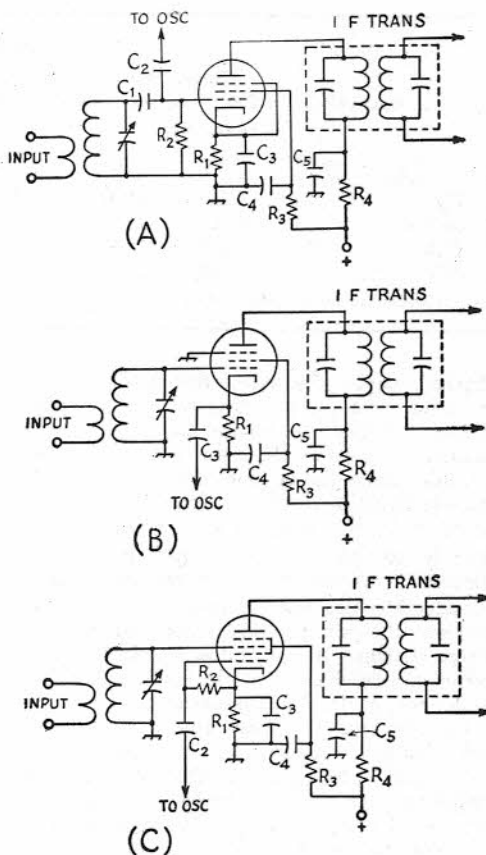 TO OSC
I F TRANS
C2
C1
R2
INPUT
R1
C3
C4
C5
R3
R4
+
(A)
I F TRANS
INPUT
C3
R1
C4
C5
R3
R4
TO OSC
+
(B)
I F TRANS
INPUT
R2
C2
R1
C3
C4
C5
R3
R4
TO OSC
+
(C)